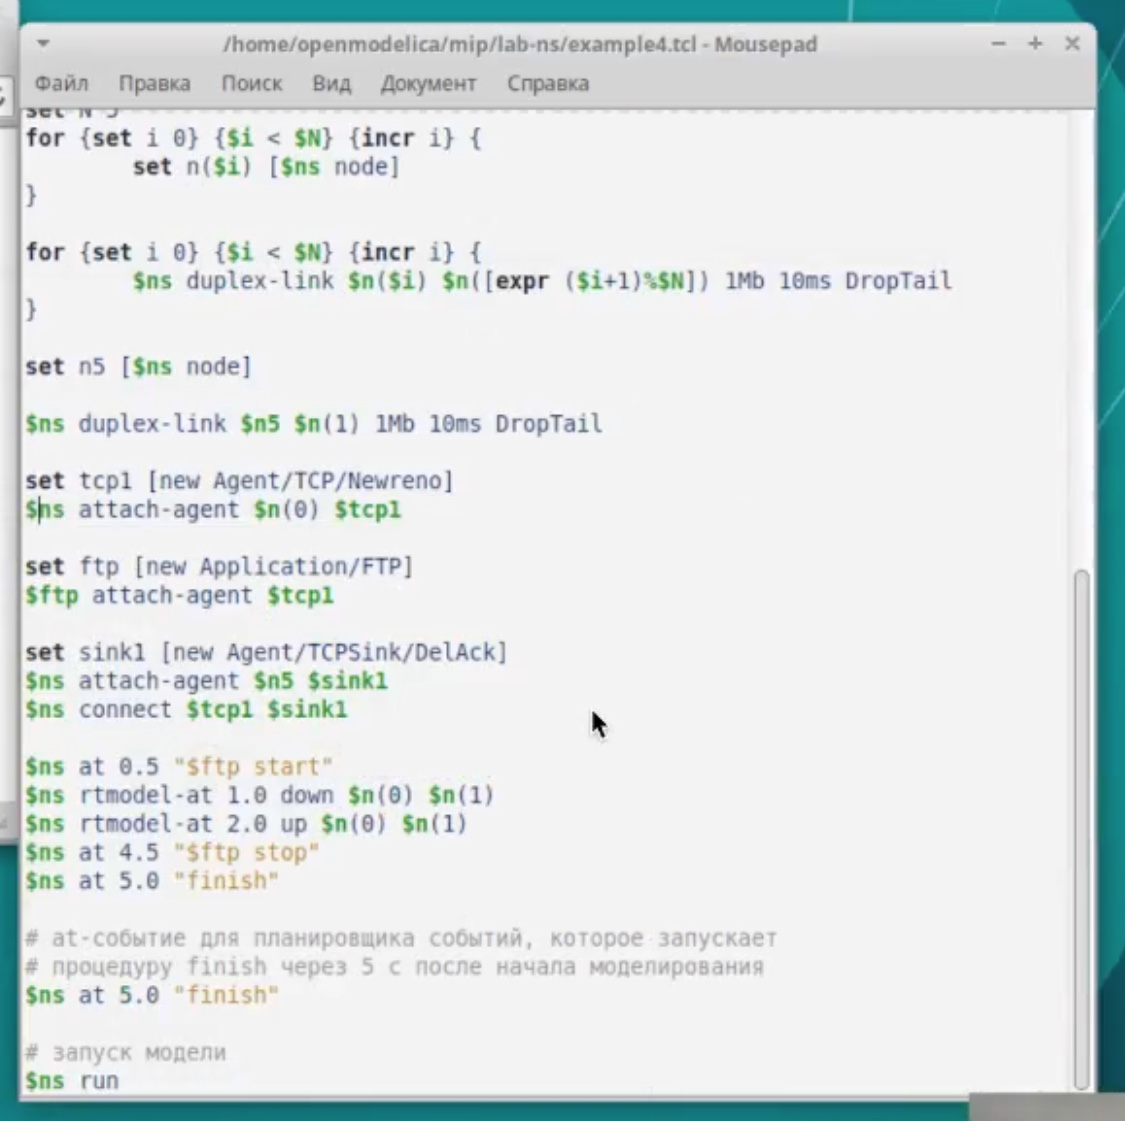 /home/openmodelica/mip/lab-ns/example4.tcl - Mousepad
Файл Правка Поиск Вид Документ Справка
set N 5
for {set i 0} {$i < $N} {incr i} {
set n($i) [$ns node]
}
for {set i 0} {$i < $N} {incr i} {
$ns duplex-link $n($i) $n([expr ($i+1)%$N]) 1Mb 10ms DropTail
}
set n5 [$ns node]
$ns duplex-link $n5 $n(1) 1Mb 10ms DropTail
set tcp1 [new Agent/TCP/Newreno]
$ns attach-agent $n(0) $tcp1
set ftp [new Application/FTP]
$ftp attach-agent $tcp1
set sink1 [new Agent/TCPSink/DelAck]
$ns attach-agent $n5 $sink1
$ns connect $tcp1 $sink1
$ns at 0.5 "$ftp start"
$ns rtmodel-at 1.0 down $n(0) $n(1)
$ns rtmodel-at 2.0 up $n(0) $n(1)
$ns at 4.5 "$ftp stop"
$ns at 5.0 "finish"
# at-событие для планировщика событий, которое запускает
# процедуру finish через 5 с после начала моделирования
$ns at 5.0 "finish"
# запуск модели
$ns run